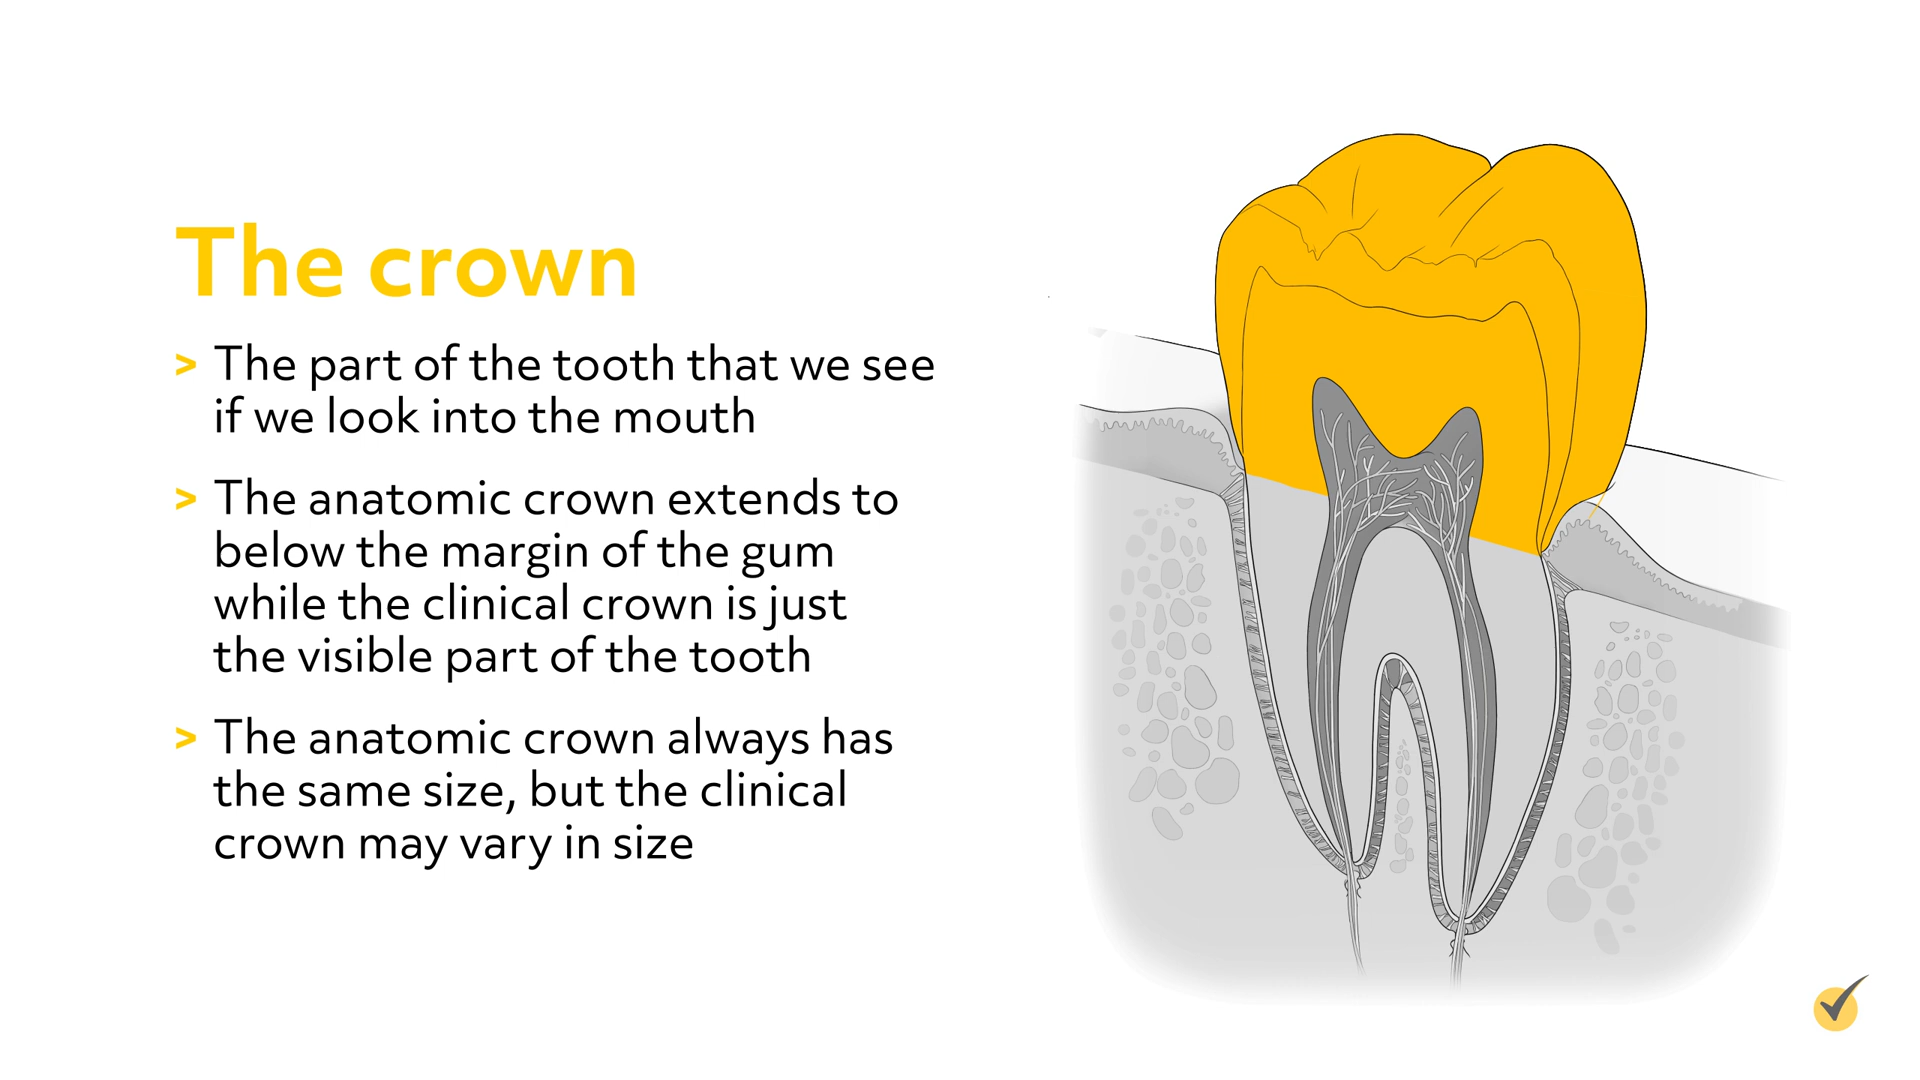 The crown
> The part of the tooth that we see
if we look into the mouth
> The anatomic crown extends to
below the margin of the gum
while the clinical crown is just
the visible part of the tooth
> The anatomic crown always has
the same size, but the clinical
crown may vary in size